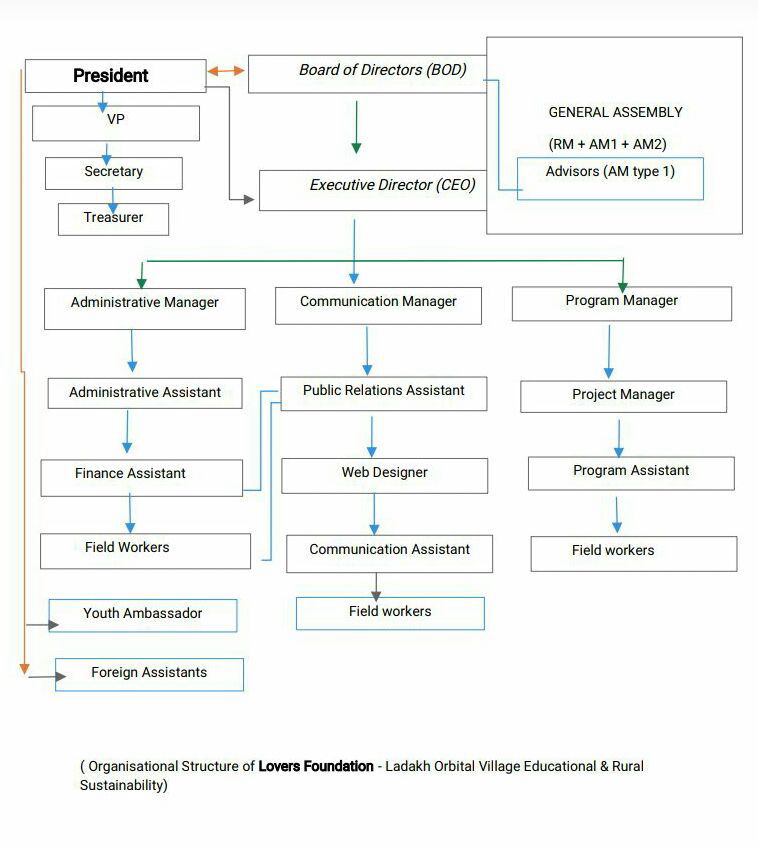 President
Board of Directors (BOD)
GENERAL ASSEMBLY
(RM + AM1 + AM2)
VP
Secretary
Advisors (AM type 1)
Executive Director (CEO)
Treasurer
Administrative Manager
Communication Manager
Program Manager
Administrative Assistant
Public Relations Assistant
Project Manager
Finance Assistant
Web Designer
Program Assistant
Field Workers
Communication Assistant
Field workers
Youth Ambassador
Field workers
Foreign Assistants
( Organisational Structure of Lovers Foundation - Ladakh Orbital Village Educational & Rural
Sustainability)